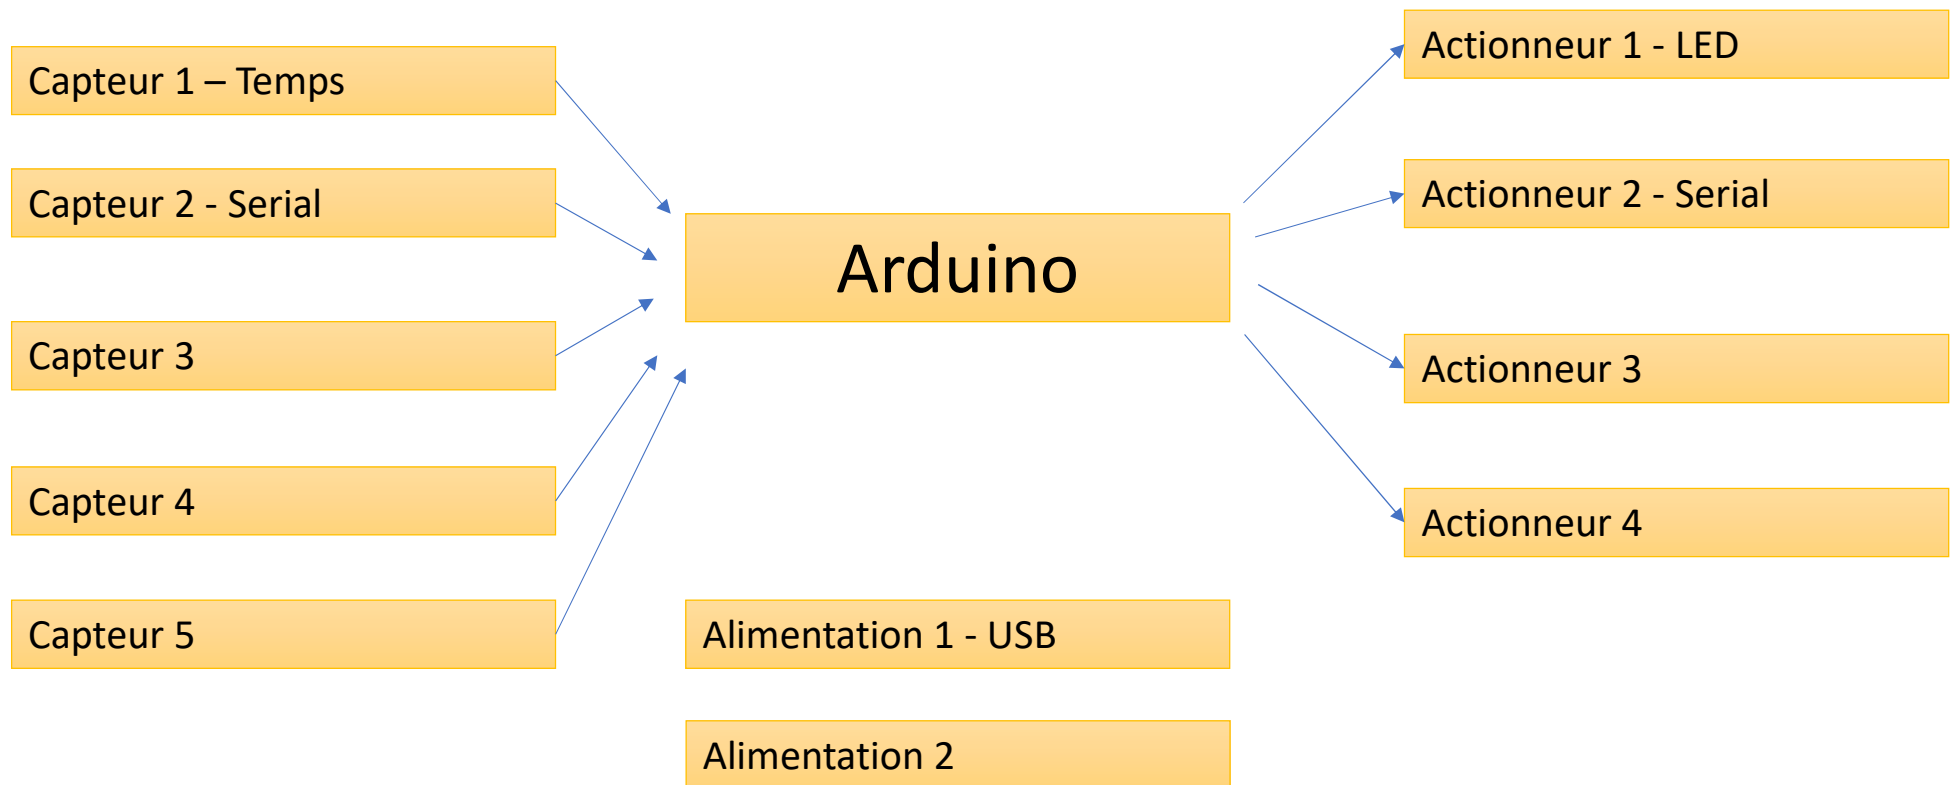 Capteur 1 – Temps
Capteur 2 - Serial
Capteur 3
Capteur 4
Capteur 5
Arduino
Alimentation 1 - USB
Alimentation 2
Actionneur 1 - LED
Actionneur 2 - Serial
Actionneur 3
Actionneur 4